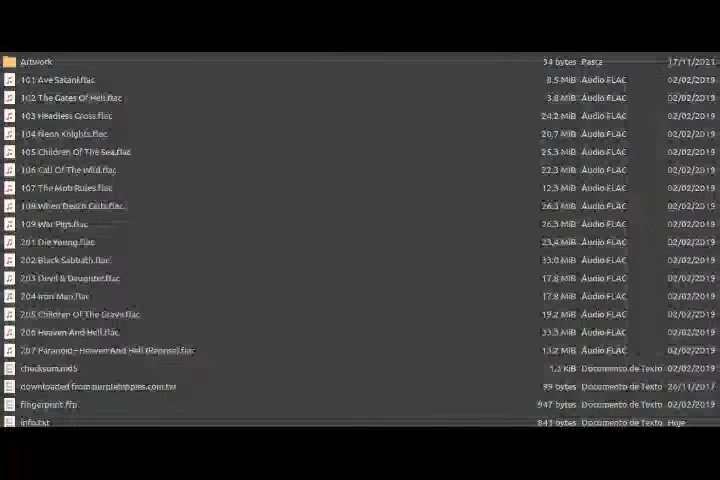 Artwork 34 bytes Pasta 17/11/2021
101 Ave Satani.flac 8.5 MiB Áudio FLAC 02/02/2019
102 The Gates Of Hell.flac 3.8 MiB Áudio FLAC 02/02/2019
103 Headless Cross.flac 24.2 MiB Áudio FLAC 02/02/2019
104 Neon Knights.flac 20.7 MiB Áudio FLAC 02/02/2019
105 Children Of The Sea.flac 25.3 MiB Áudio FLAC 02/02/2019
106 Call Of The Wild.flac 22.3 MiB Áudio FLAC 02/02/2019
107 The Mob Rules.flac 12.3 MiB Áudio FLAC 02/02/2019
108 When Death Calls.flac 26.3 MiB Áudio FLAC 02/02/2019
109 War Pigs.flac 26.3 MiB Áudio FLAC 02/02/2019
201 Die Young.flac 23.4 MiB Áudio FLAC 02/02/2019
202 Black Sabbath.flac 33.0 MiB Áudio FLAC 02/02/2019
203 Devil & Daughter.flac 17.8 MiB Áudio FLAC 02/02/2019
204 Iron Man.flac 17.8 MiB Áudio FLAC 02/02/2019
205 Children Of The Grave.flac 19.2 MiB Áudio FLAC 02/02/2019
206 Heaven And Hell.flac 33.3 MiB Áudio FLAC 02/02/2019
207 Paranoid - Heaven And Hell (Reprise).flac 13.2 MiB Áudio FLAC 02/02/2019
checksum.md5 1.3 KiB Documento de Texto 02/02/2019
downloaded from purplehippies.com.txt 99 bytes Documento de Texto 26/11/2017
fingerprint.ffp 947 bytes Documento de Texto 02/02/2019
info.txt 841 bytes Documento de Texto Hoje